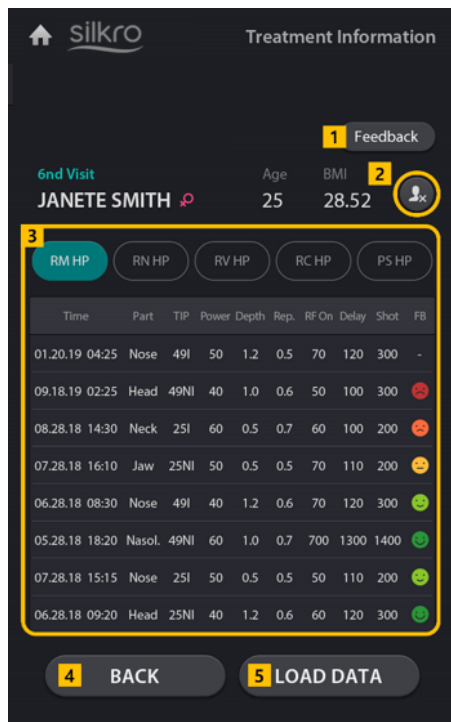 silkro Treatment Information
1 Feedback
6nd Visit Age BMI 2
JANETE SMITH 25 28.52
3
RM HP RN HP RV HP RC HP PS HP
Time Part TIP Power Depth Rep. RF On Delay Shot FB
01.20.19 04:25 Nose 49I 50 1.2 0.5 70 120 300 -
09.18.19 02:25 Head 49NI 40 1.0 0.6 50 100 300
08.28.18 14:30 Neck 25I 60 0.5 0.7 60 100 200
07.28.18 16:10 Jaw 25NI 50 0.5 0.5 70 110 200
06.28.18 08:30 Nose 49I 40 1.2 0.6 70 120 300
05.28.18 18:20 Nasol. 49NI 60 1.0 0.7 700 1300 1400
07.28.18 15:15 Nose 25I 50 0.5 0.5 50 110 200
06.28.18 09:20 Head 25NI 40 1.2 0.6 60 120 300
4 BACK 5 LOAD DATA